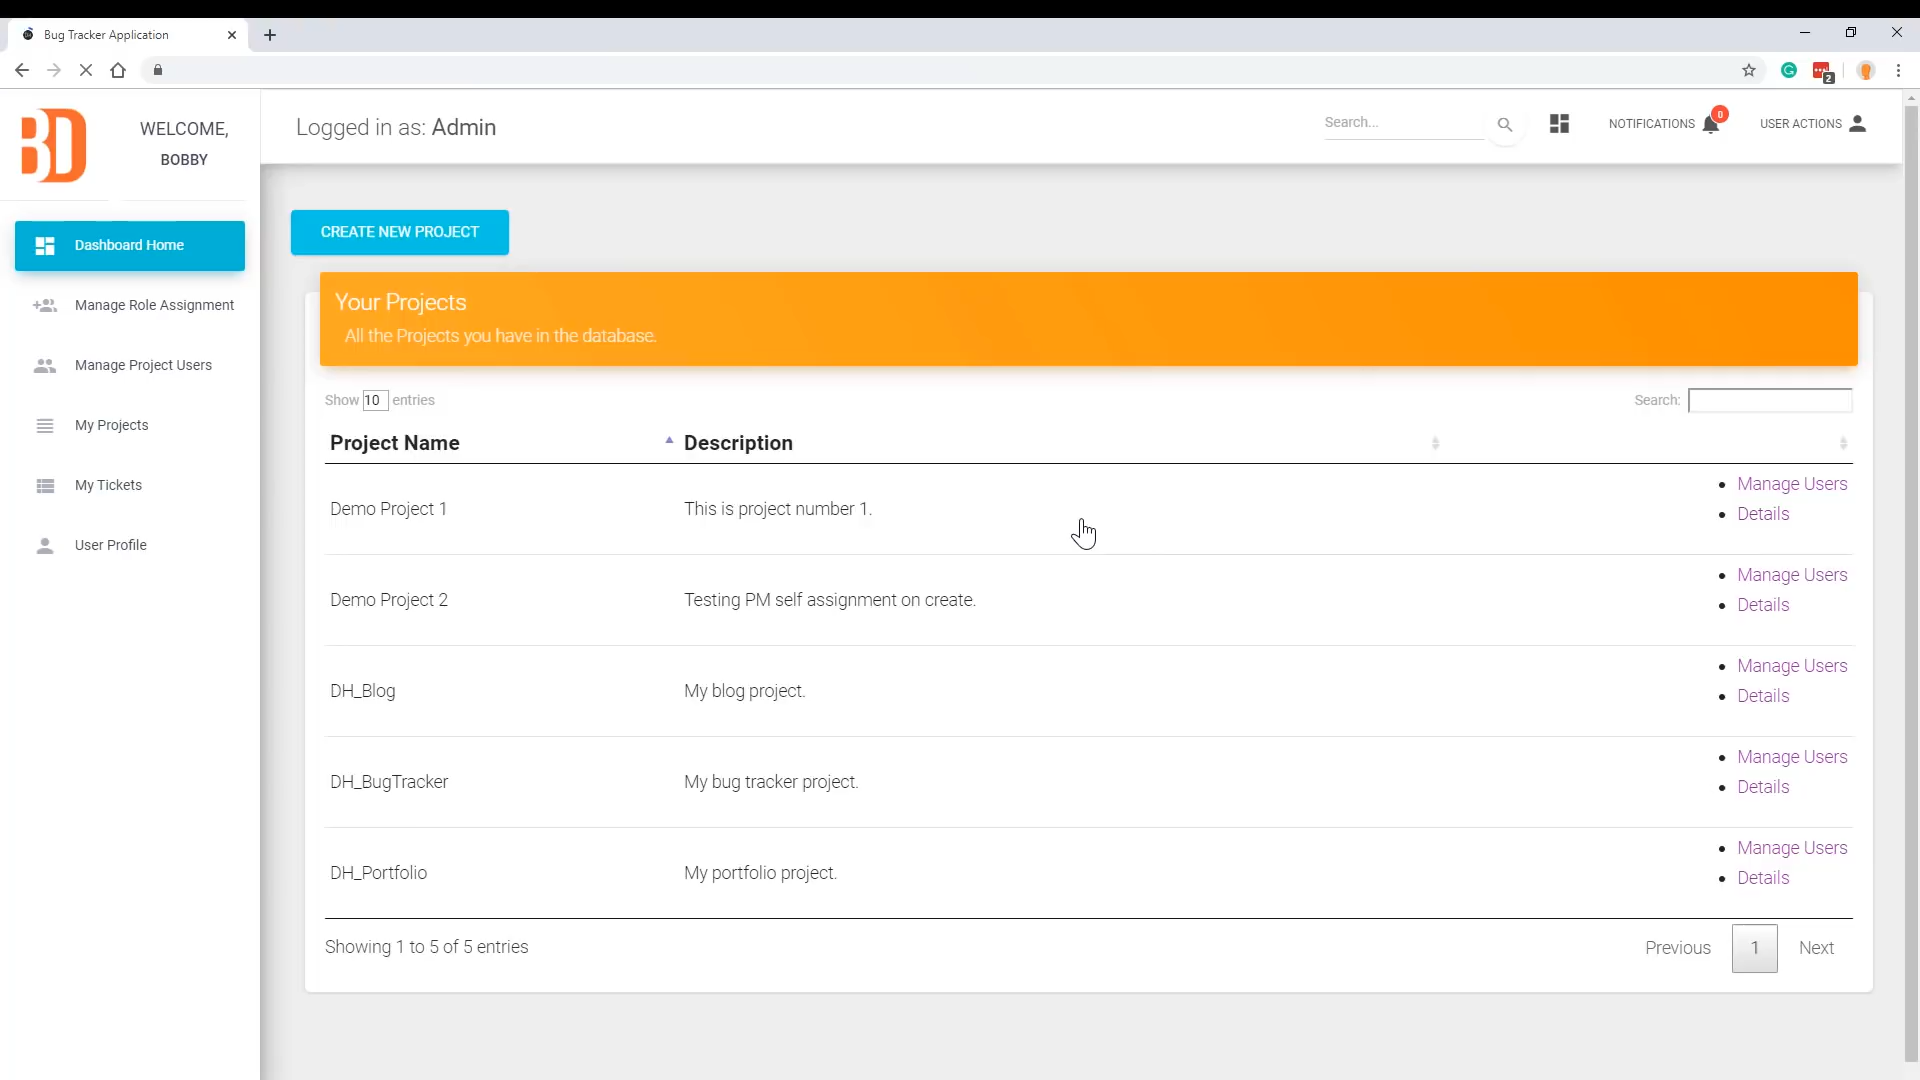 Bug Tracker Application
2
BD
WELCOME,
BOBBY
Logged in as: Admin
Search...
NOTIFICATIONS 0
USER ACTIONS
Dashboard Home
Manage Role Assignment
Manage Project Users
My Projects
My Tickets
User Profile
CREATE NEW PROJECT
Your Projects
All the Projects you have in the database.
Show 10 entries
Search:
Project Name Description
Demo Project 1 This is project number 1.
Manage Users
Details
Demo Project 2 Testing PM self assignment on create.
Manage Users
Details
DH_Blog My blog project.
Manage Users
Details
DH_BugTracker My bug tracker project.
Manage Users
Details
DH_Portfolio My portfolio project.
Manage Users
Details
Showing 1 to 5 of 5 entries
Previous 1 Next